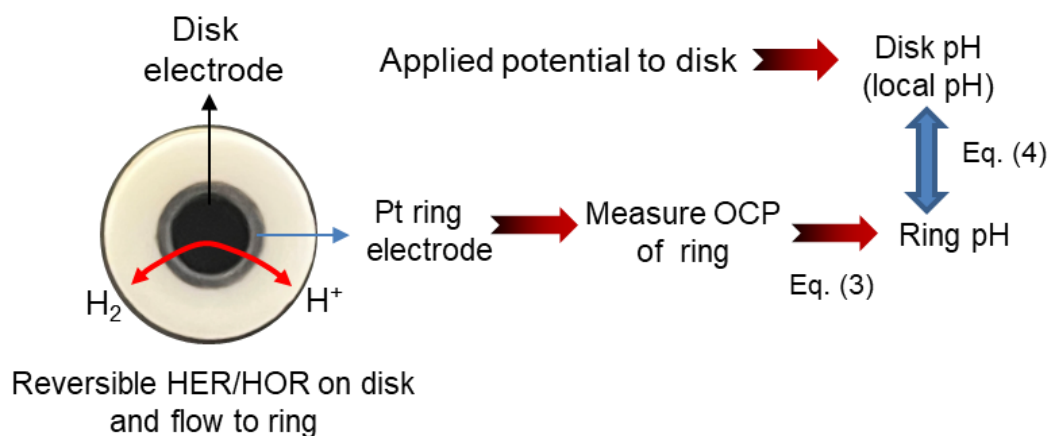 Disk
electrode
Applied potential to disk
Disk pH
(local pH)
Eq. (4)
Pt ring
electrode
Measure OCP
of ring
Eq. (3)
Ring pH
H₂
H⁺
Reversible HER/HOR on disk
and flow to ring